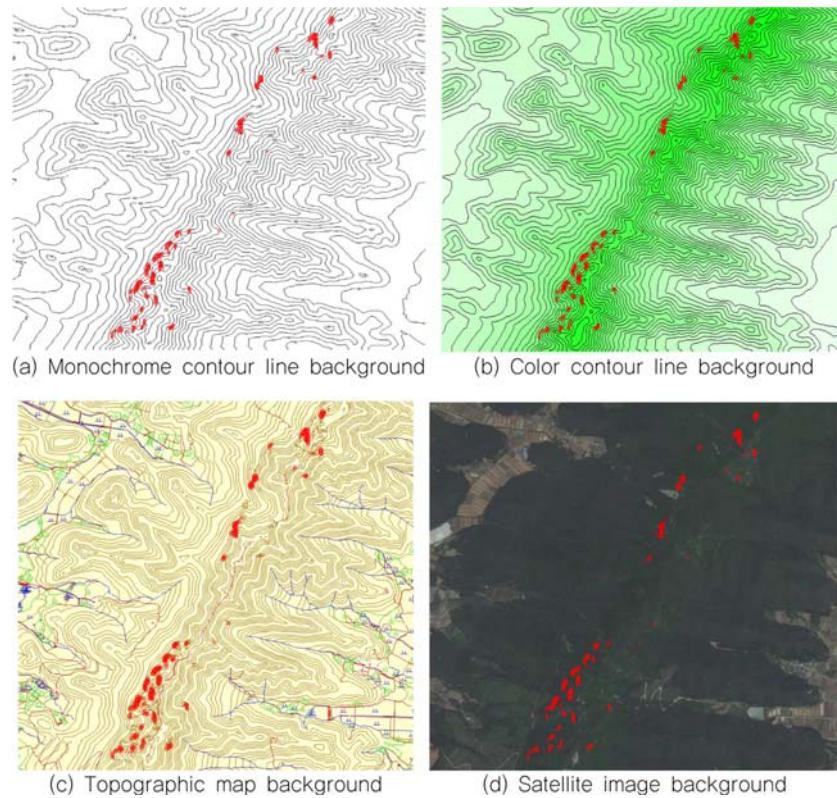 (a) Monochrome contour line background
(b) Color contour line background
(c) Topographic map background
(d) Satellite image background